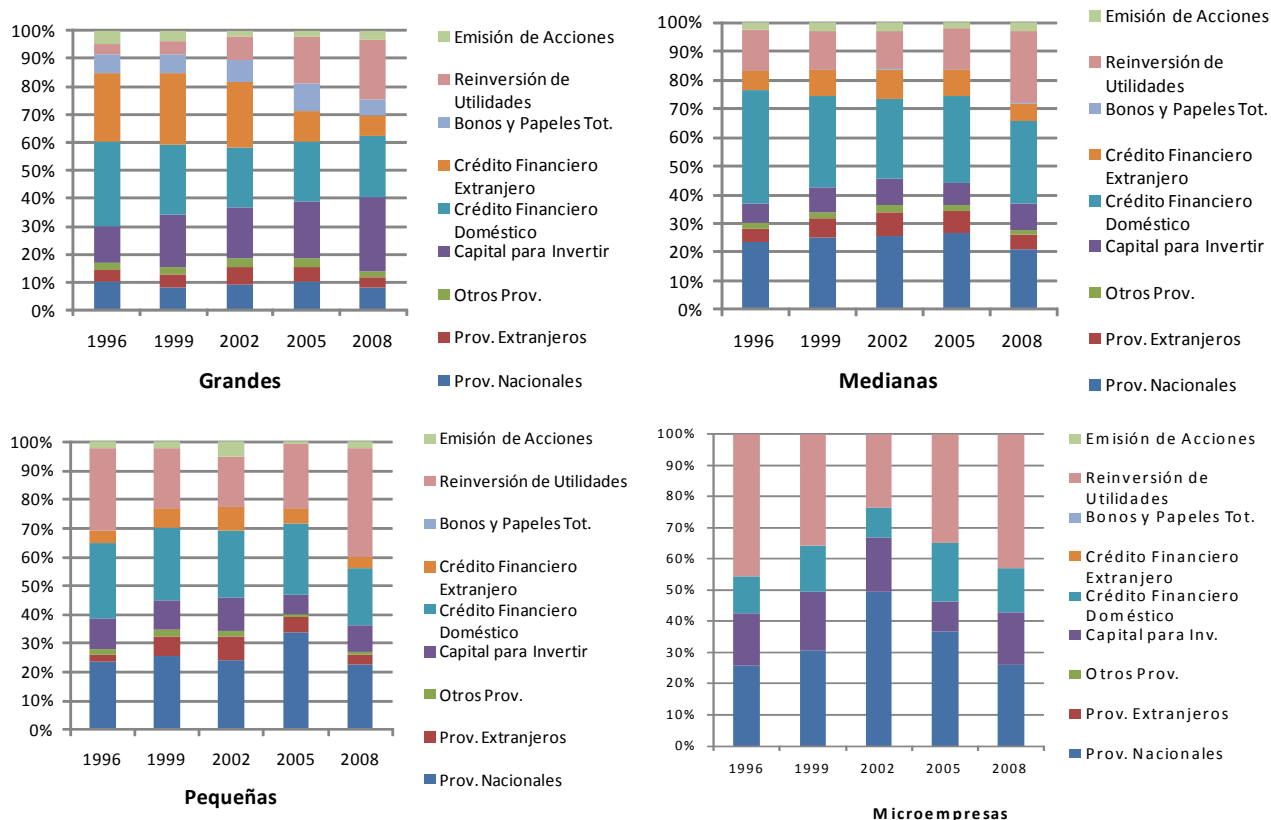 100%
90%
80%
70%
60%
50%
40%
30%
20%
10%
0%
1996 1999 2002 2005 2008
Grandes
Emisión de Acciones
Reinversión de
Utilidades
Bonos y Papeles Tot.
Crédito Financiero
Extranjero
Crédito Financiero
Doméstico
Capital para Invertir
Otros Prov.
Prov. Extranjeros
Prov. Nacionales
100%
90%
80%
70%
60%
50%
40%
30%
20%
10%
0%
1996 1999 2002 2005 2008
Medianas
Emisión de Acciones
Reinversión de
Utilidades
Bonos y Papeles Tot.
Crédito Financiero
Extranjero
Crédito Financiero
Doméstico
Capital para Invertir
Otros Prov.
Prov. Extranjeros
Prov. Nacionales
100%
90%
80%
70%
60%
50%
40%
30%
20%
10%
0%
1996 1999 2002 2005 2008
Pequeñas
Emisión de Acciones
Reinversión de Utilidades
Bonos y Papeles Tot.
Crédito Financiero
Extranjero
Crédito Financiero
Doméstico
Capital para Invertir
Otros Prov.
Prov. Extranjeros
Prov. Nacionales
100%
90%
80%
70%
60%
50%
40%
30%
20%
10%
0%
1996 1999 2002 2005 2008
Microempresas
Emisión de Acciones
Reinversión de
Utilidades
Bonos y Papeles Tot.
Crédito Financiero
Extranjero
Crédito Financiero
Doméstico
Capital para Inv.
Otros Prov.
Prov. Extranjeros
Prov. Nacionales